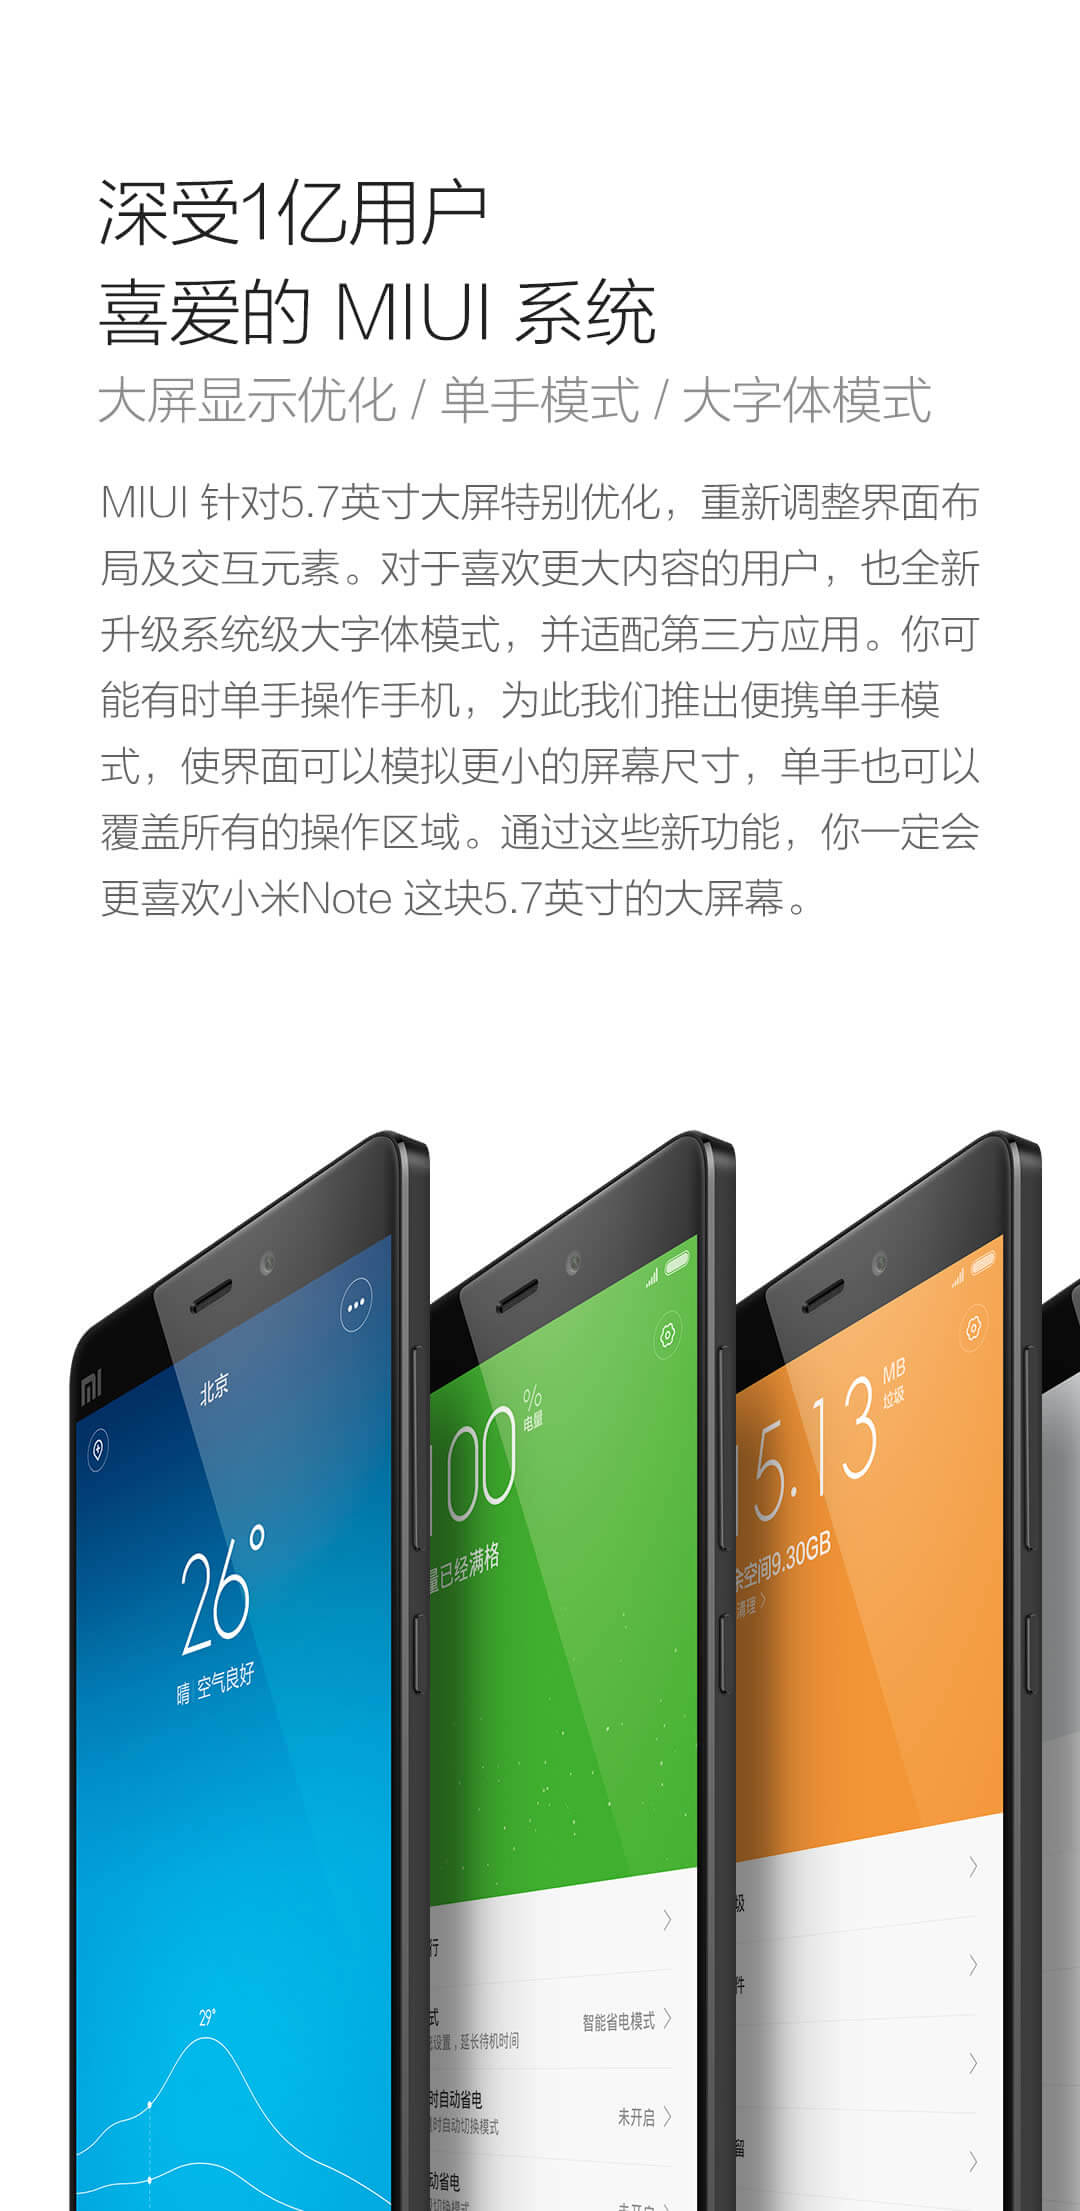 深受1亿用户
喜爱的 MIUI 系统
大屏显示优化 / 单手模式 / 大字体模式
MIUI 针对5.7英寸大屏特别优化，重新调整界面布
局及交互元素。对于喜欢更大内容的用户，也全新
升级系统级大字体模式，并适配第三方应用。你可
能有时单手操作手机，为此我们推出便携单手模
式，使界面可以模拟更小的屏幕尺寸，单手也可以
覆盖所有的操作区域。通过这些新功能，你一定会
更喜欢小米Note 这块5.7英寸的大屏幕。
北京
26°
晴 空气良好
29°
00
%
电量
量已经满格
行
式
设置，延长待机时间
智能省电模式
时自动省电
时自动切换模式
未开启
动省电
切换模式
未开启
15.13
MB
垃圾
余空间9.30GB
清理
圾
件
留